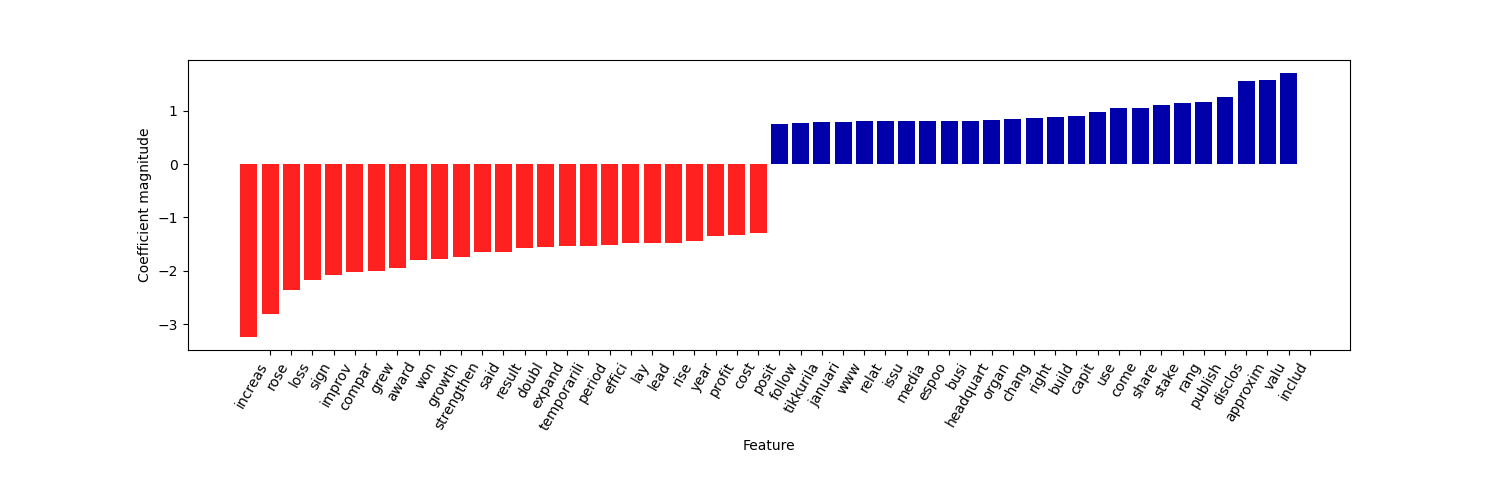 1
0
−1
−2
−3
Coefficient magnitude
increas
rose
loss
sign
improv
compar
grew
award
won
growth
strengthen
said
result
doubl
expand
temporarili
period
effici
lay
lead
rise
year
profit
cost
posit
follow
tikkurila
januari
www
relat
issu
media
espoo
busi
headquart
organ
chang
right
build
capit
use
come
share
stake
rang
publish
disclos
approxim
valu
includ
Feature